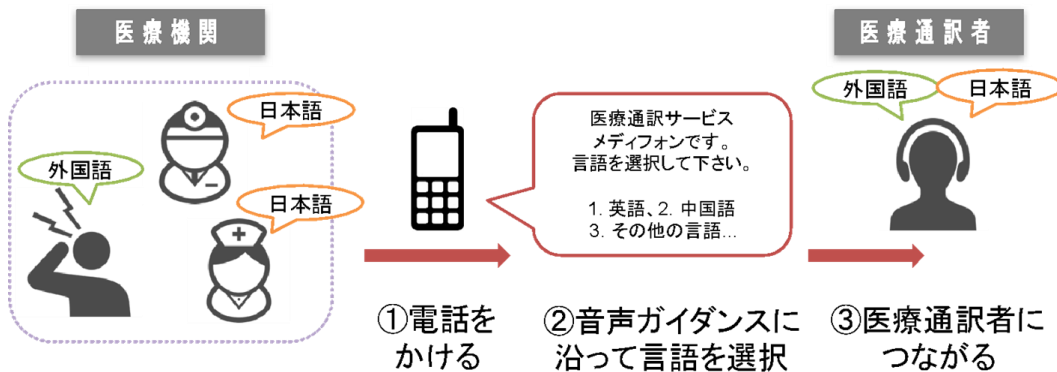 医療機関
医療通訳者
日本語
外国語
日本語
医療通訳サービス
メディフォンです。
言語を選択して下さい。
1. 英語、2. 中国語
3. その他の言語...
外国語
日本語
①電話を
かける
②音声ガイダンスに
沿って言語を選択
③医療通訳者に
つながる